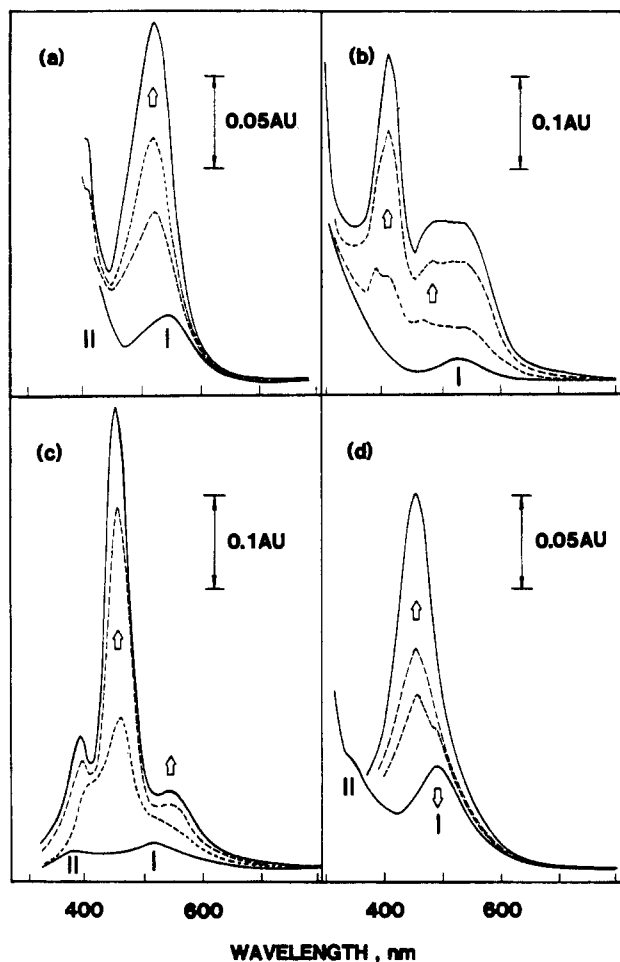 (a)
0.05AU
II
I
(b)
0.1AU
I
(c)
0.1AU
II
I
(d)
0.05AU
II
I
400 600 400 600
WAVELENGTH, nm